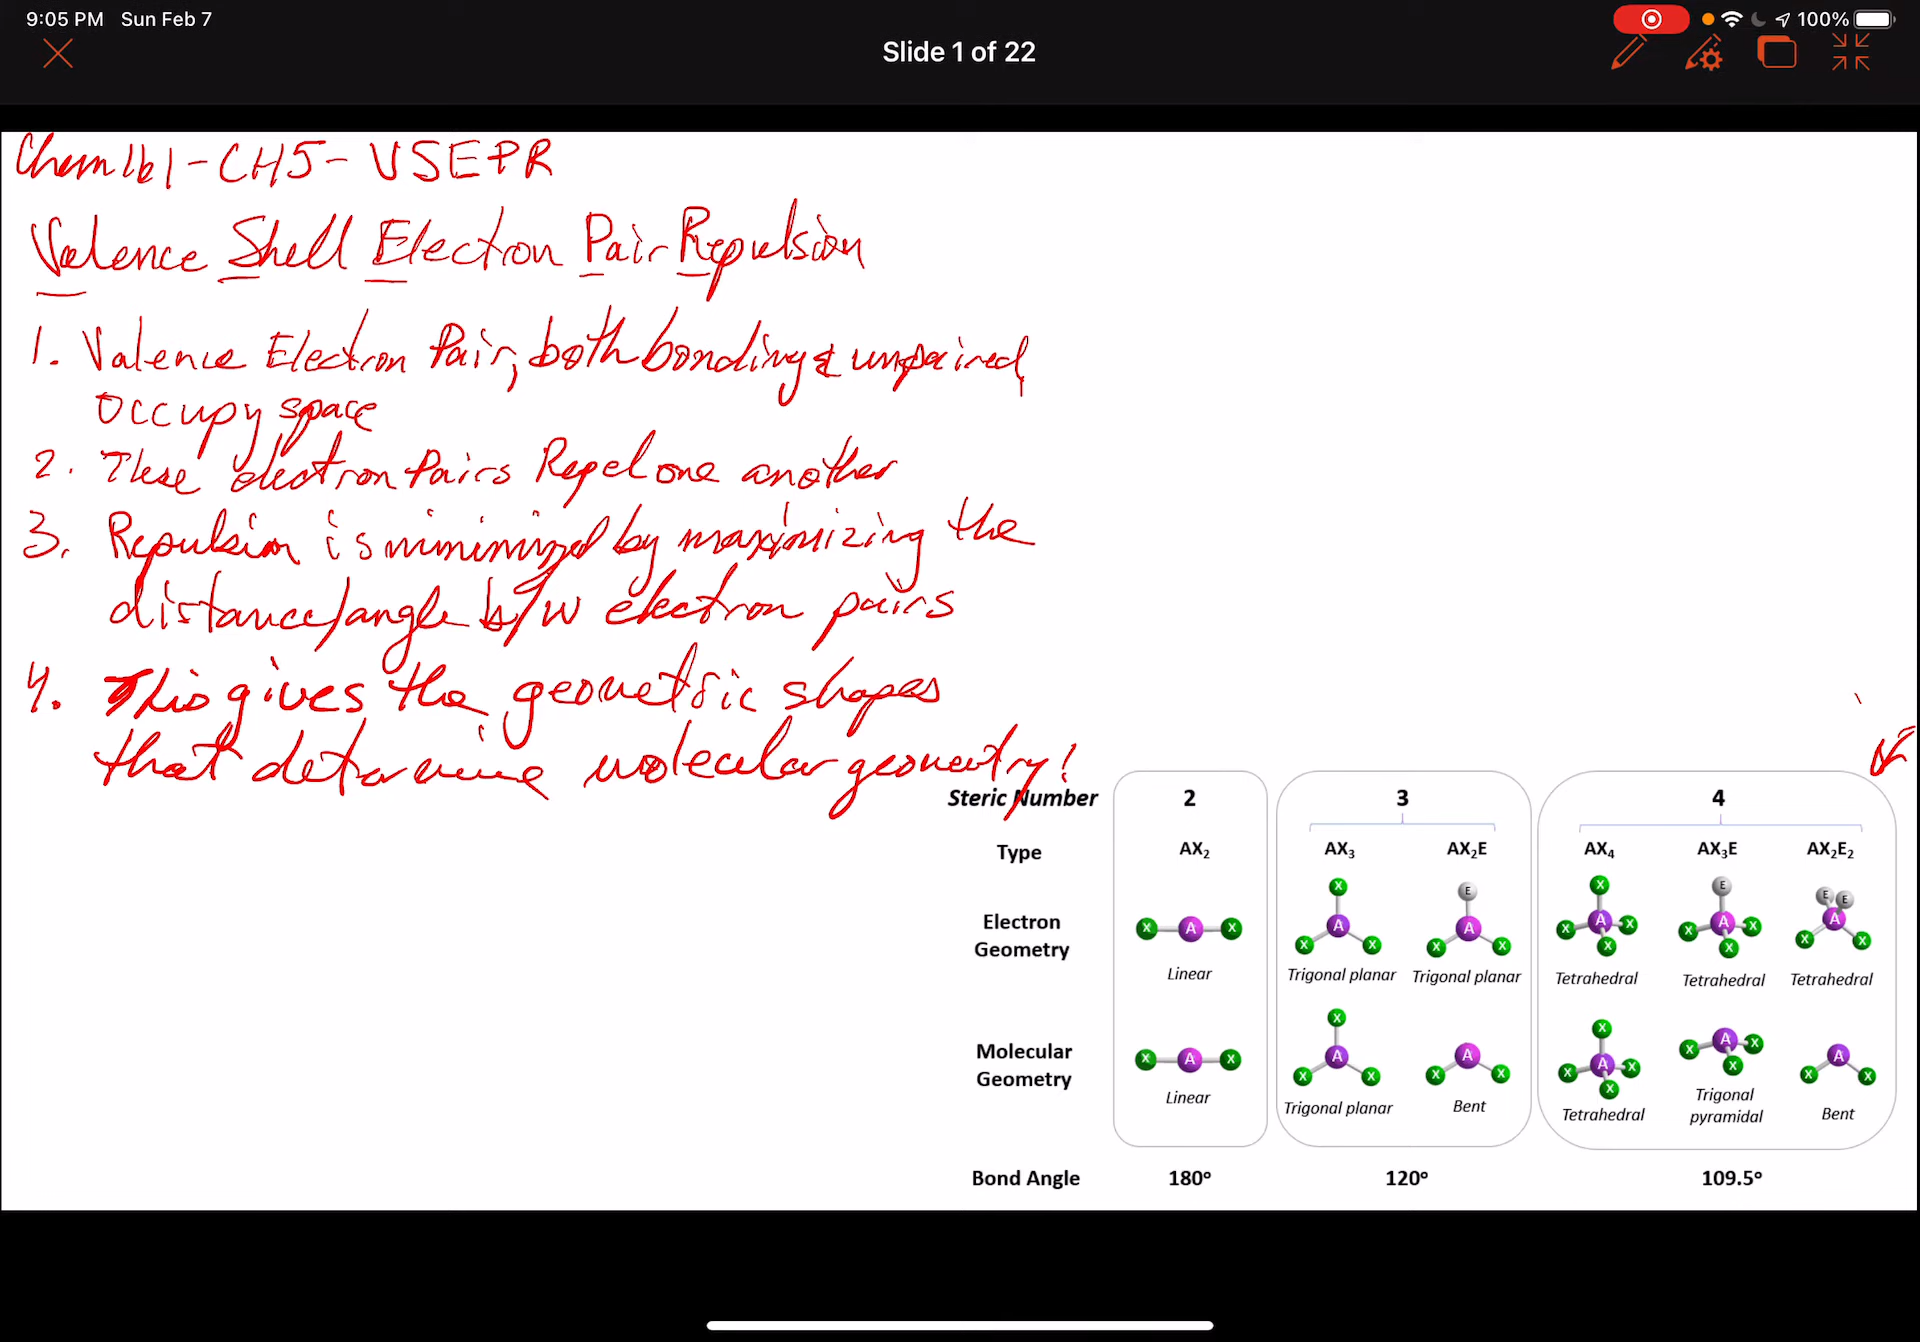 9:05 PM Sun Feb 7
100%
Slide 1 of 22
Chem 161 - CH5 - VSEPR
Valence Shell Electron Pair Repulsion
1. Valence Electron Pair, both bonding & unpaired,
occupy space
2. These electron Pairs Repel one another
3. Repulsion is minimized by maximizing the
distance/angle b/w electron pairs
4. This gives the geometric shapes
that determine molecular geometry!
Steric Number 2 3 4
Type AX₂ AX₃ AX₂E AX₄ AX₃E AX₂E₂
Electron
Geometry
X A X
X A X X
E A X X
X A X X X
E A X X X
E E A X X
Linear Trigonal planar Trigonal planar Tetrahedral Tetrahedral Tetrahedral
Molecular
Geometry
X A X
X A X X
A X X
X A X X X
A X X X
A X X
Linear Trigonal planar Bent Tetrahedral Trigonal
pyramidal Bent
Bond Angle 180° 120° 109.5°